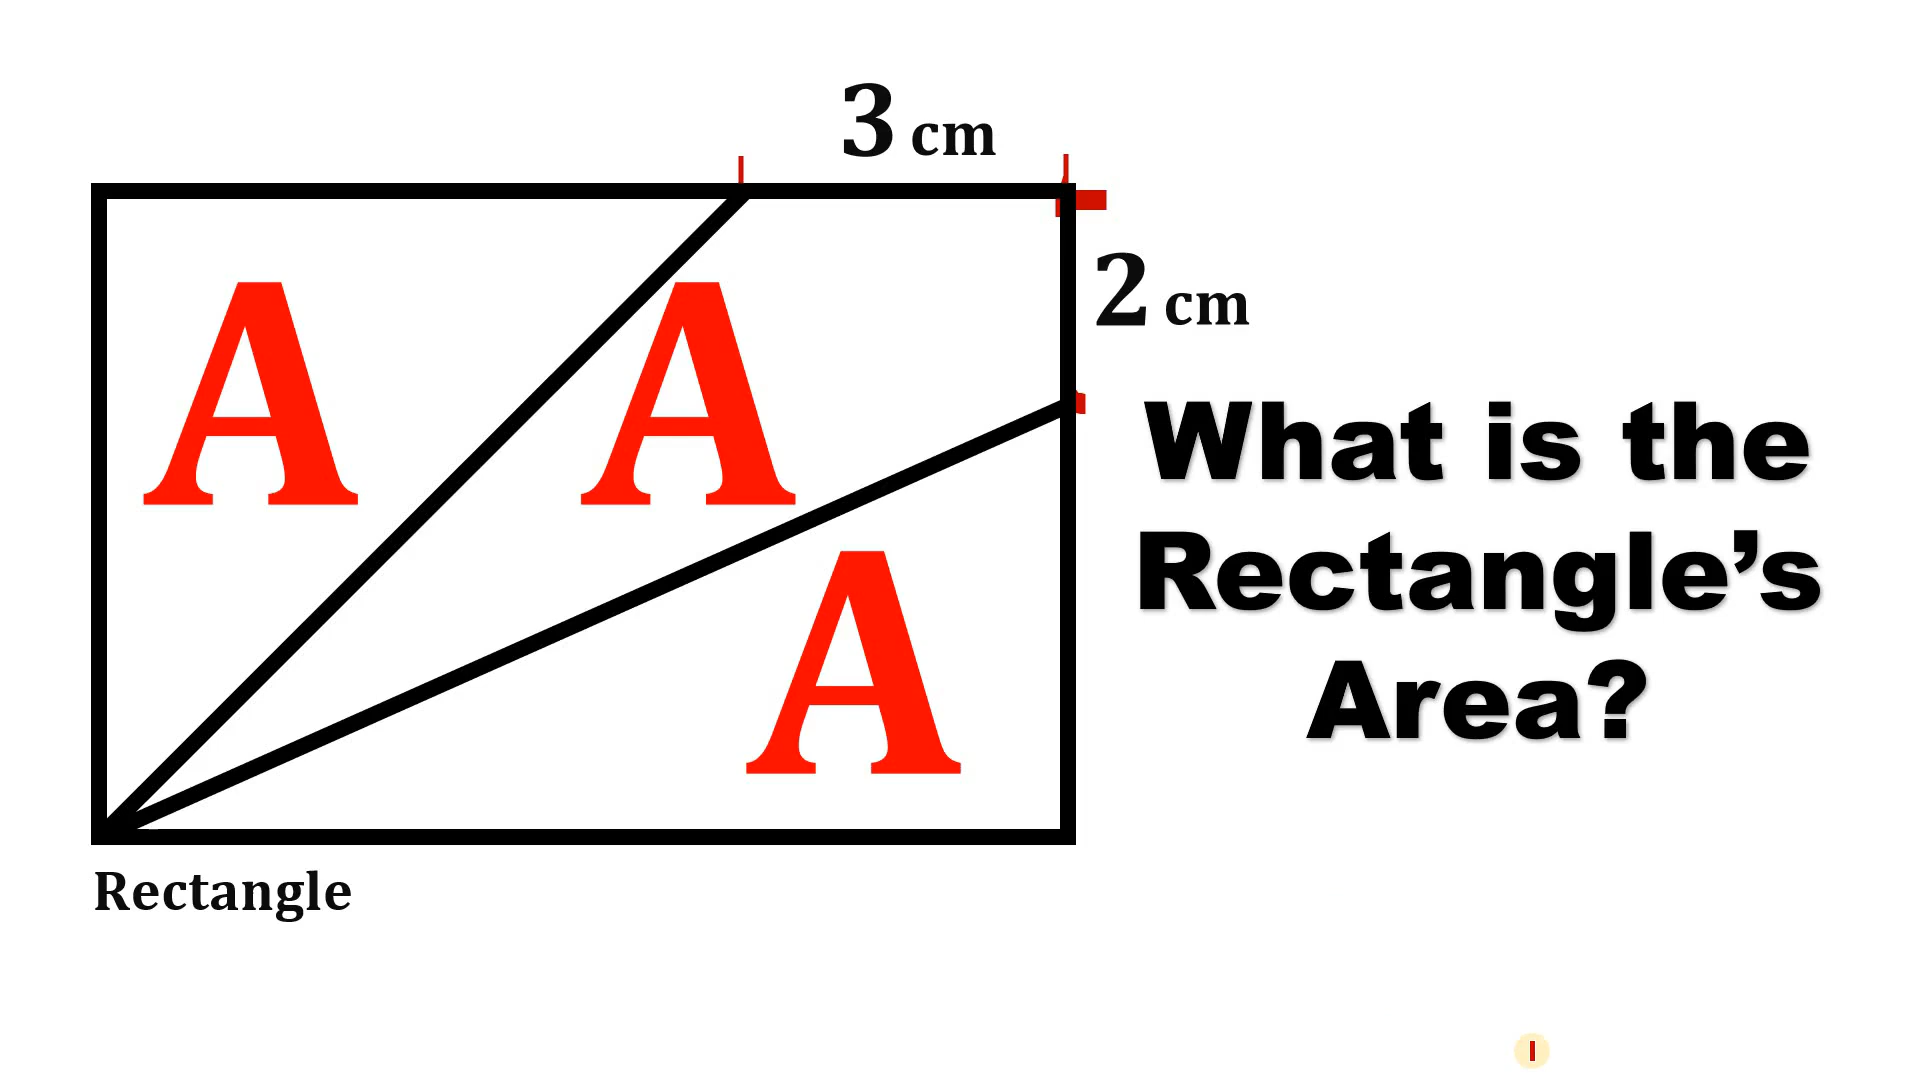 3 cm
2 cm
A
A
A
What is the
Rectangle’s
Area?
Rectangle